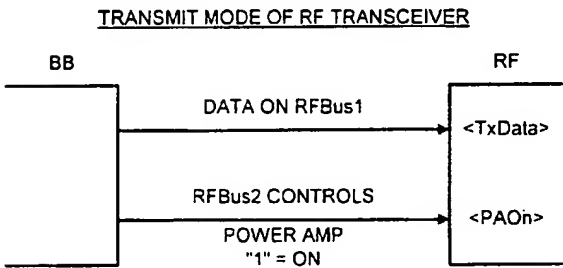 TRANSMIT MODE OF RF TRANSCEIVER
BB
RF
DATA ON RFBus1
<TxData>
RFBus2 CONTROLS
<PAOn>
POWER AMP
"1" = ON